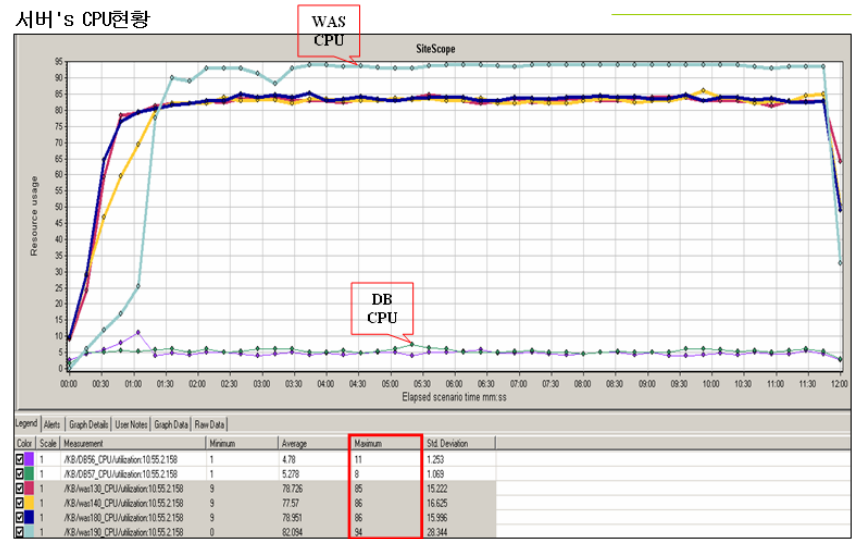 서버's CPU현황
WAS
CPU
SiteScope
95
90
85
80
75
70
65
60
55
50
45
40
35
30
25
20
15
10
5
0
Resource usage
DB
CPU
00:00 00:30 01:00 01:30 02:00 02:30 03:00 03:30 04:00 04:30 05:00 05:30 06:00 06:30 07:00 07:30 08:00 08:30 09:00 09:30 10:00 10:30 11:00 11:30 12:00
Elapsed scenario time mm:ss
Legend Alerts Graph Details User Notes Graph Data Raw Data
Color Scale Measurement Minimum Average Maximum Std. Deviation
1 /KB/DB56_CPU/utilization:10.55.2.158 1 4.78 11 1.253
1 /KB/DB57_CPU/utilization:10.55.2.158 1 5.278 8 1.069
1 /KB/was130_CPU/utilization:10.55.2.158 9 78.726 85 15.222
1 /KB/was140_CPU/utilization:10.55.2.158 9 77.57 86 16.625
1 /KB/was180_CPU/utilization:10.55.2.158 9 78.951 86 15.996
1 /KB/was190_CPU/utilization:10.55.2.158 0 82.094 94 28.344